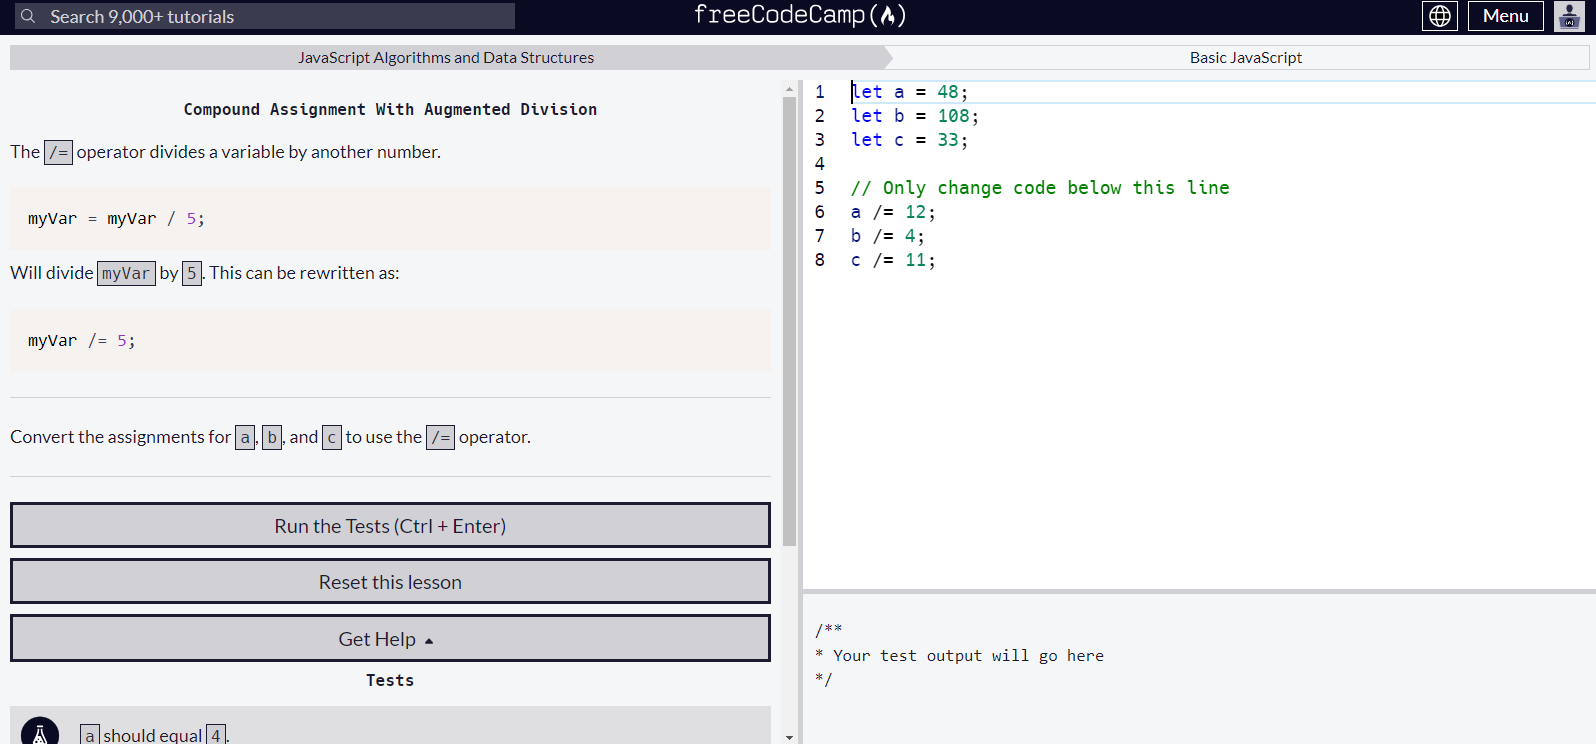 Search 9,000+ tutorials
freeCodeCamp
Menu
JavaScript Algorithms and Data Structures
Basic JavaScript
Compound Assignment With Augmented Division
The /= operator divides a variable by another number.
myVar = myVar / 5;
Will divide myVar by 5. This can be rewritten as:
myVar /= 5;
Convert the assignments for a, b, and c to use the /= operator.
Run the Tests (Ctrl + Enter)
Reset this lesson
Get Help
Tests
a should equal 4.
1 let a = 48;
2 let b = 108;
3 let c = 33;
4
5 // Only change code below this line
6 a /= 12;
7 b /= 4;
8 c /= 11;
/**
* Your test output will go here
*/